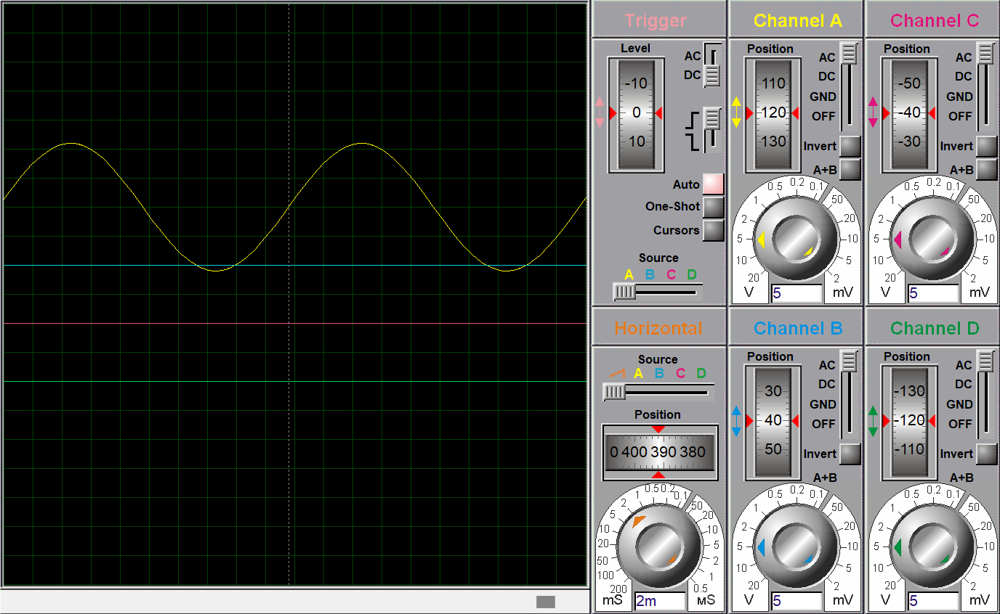 Trigger
Level
-10
0
10
AC
DC
Auto
One-Shot
Cursors
Source
A B C D
Channel A
Position
110
120
130
AC
DC
GND
OFF
Invert
A+B
20 10 5 2 1 0.5 0.2 0.1 50 20 10 5 2
V 5 mV
Channel C
Position
-50
-40
-30
AC
DC
GND
OFF
Invert
A+B
20 10 5 2 1 0.5 0.2 0.1 50 20 10 5 2
V 5 mV
Horizontal
Source
A B C D
Position
0 400 390 380
200 100 50 20 10 5 2 1 0.5 0.2 0.1 50 20 10 5 2 1 0.5
mS 2m мS
Channel B
Position
30
40
50
AC
DC
GND
OFF
Invert
A+B
20 10 5 2 1 0.5 0.2 0.1 50 20 10 5 2
V 5 mV
Channel D
Position
-130
-120
-110
AC
DC
GND
OFF
Invert
A+B
20 10 5 2 1 0.5 0.2 0.1 50 20 10 5 2
V 5 mV